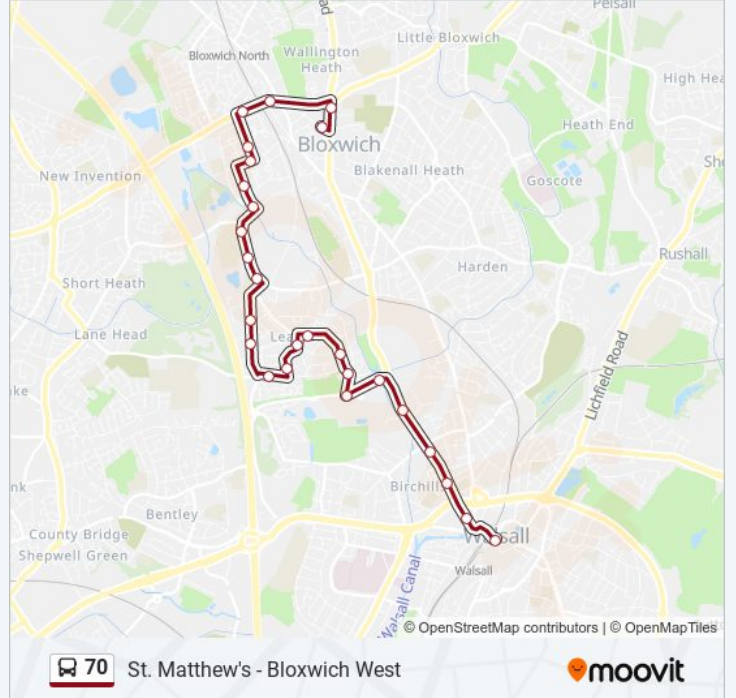 Pelsall
ad
Little Bloxwich
Wallington
Heath
Bloxwich North
High Hea
Bloxwich
Heath End
Blakenall Heath
She
New Invention
Goscote
Rushall
Harden
Short Heath
Lane Head
Lea
Lichfield Road
ke
Birchill
nk
Bentley
County Bridge
Shepwell Green
Walsall
Walsall
Walsall Canal
© OpenStreetMap contributors | © OpenMapTiles
70 St. Matthew's - Bloxwich West
moovit